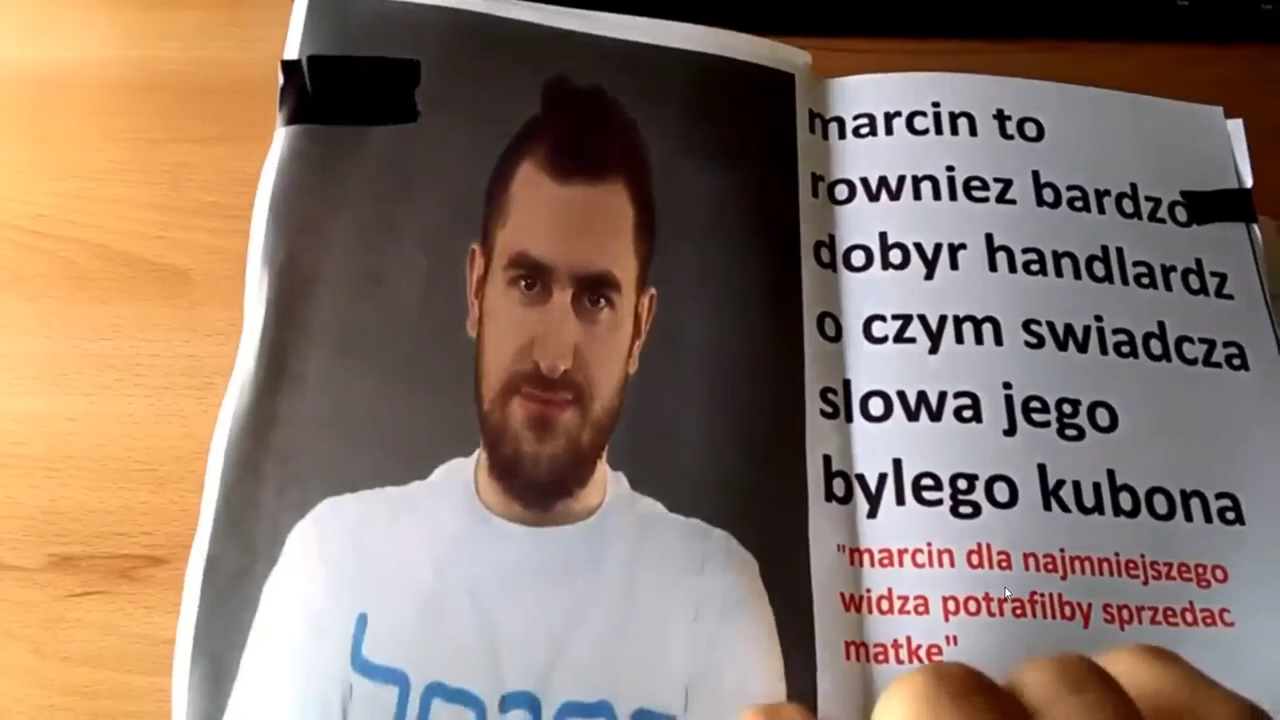 marcin to
rowniez bardzo
dobyr handlardz
o czym swiadcza
slowa jego
bylego kubona
"marcin dla najmniejszego
widza potrafilby sprzedac
matke"